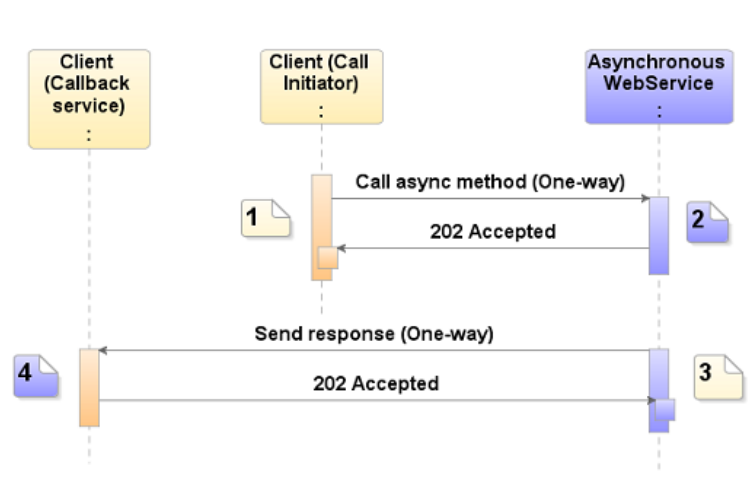 Client
(Callback
service)
:
Client (Call
Initiator)
:
Asynchronous
WebService
:
Call async method (One-way)
1
2
202 Accepted
Send response (One-way)
4
3
202 Accepted